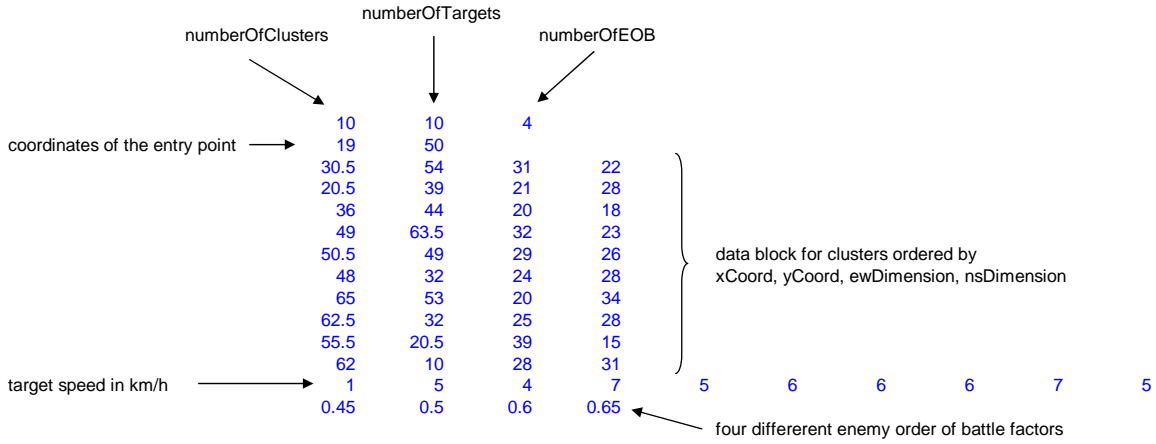 numberOfTargets
numberOfClusters
numberOfEOB
10 10 4
coordinates of the entry point 19 50
30.5 54 31 22
20.5 39 21 28
36 44 20 18
49 63.5 32 23
50.5 49 29 26
data block for clusters ordered by
xCoord, yCoord, ewDimension, nsDimension
48 32 24 28
65 53 20 34
62.5 32 25 28
55.5 20.5 39 15
62 10 28 31
target speed in km/h 1 5 4 7 5 6 6 6 7 5
0.45 0.5 0.6 0.65
four differerent enemy order of battle factors